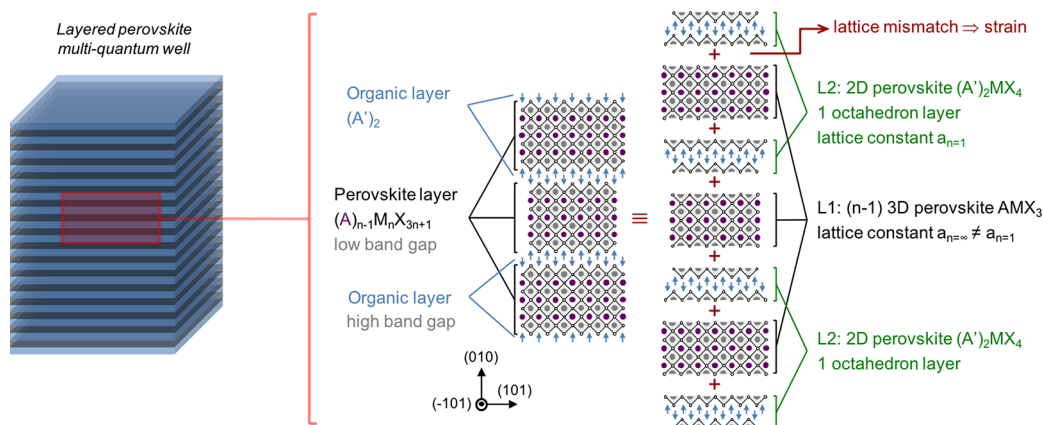 Layered perovskite
multi-quantum well
Organic layer
(A')₂
Perovskite layer
(A)ₙ₋₁MₙX₃ₙ₊₁
low band gap
Organic layer
high band gap
(010)
(101)
(-101)
≡
+
+
+
+
+
+
+
+
lattice mismatch ⇒ strain
L2: 2D perovskite (A')₂MX₄
1 octahedron layer
lattice constant aₙ₌₁
L1: (n-1) 3D perovskite AMX₃
lattice constant aₙ₌∞ ≠ aₙ₌₁
L2: 2D perovskite (A')₂MX₄
1 octahedron layer